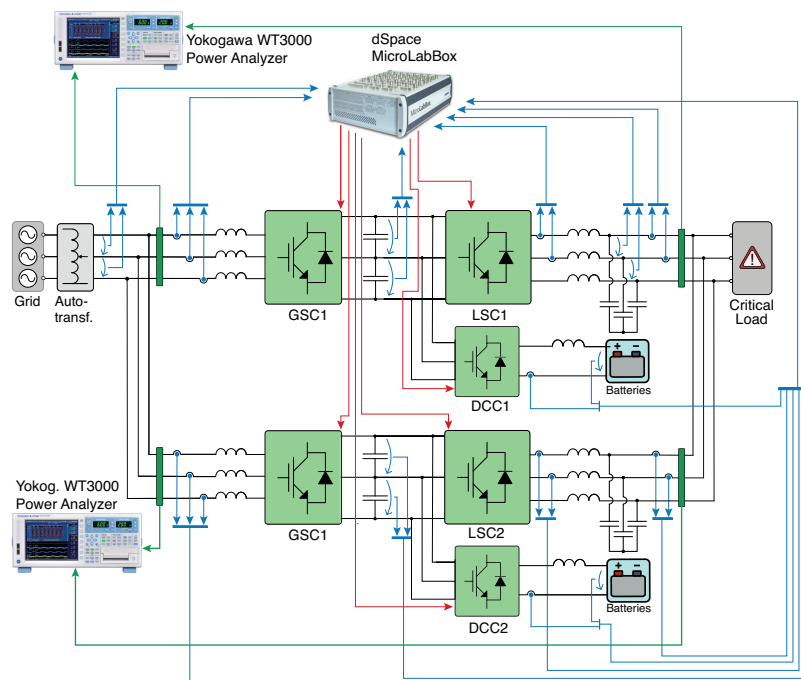 Yokogawa WT3000
Power Analyzer
dSpace
MicroLabBox
MicroLabBox
Grid
Auto-
transf.
GSC1
LSC1
Critical
Load
DCC1
+ −
Batteries
Yokog. WT3000
Power Analyzer
GSC1
LSC2
DCC2
+ −
Batteries